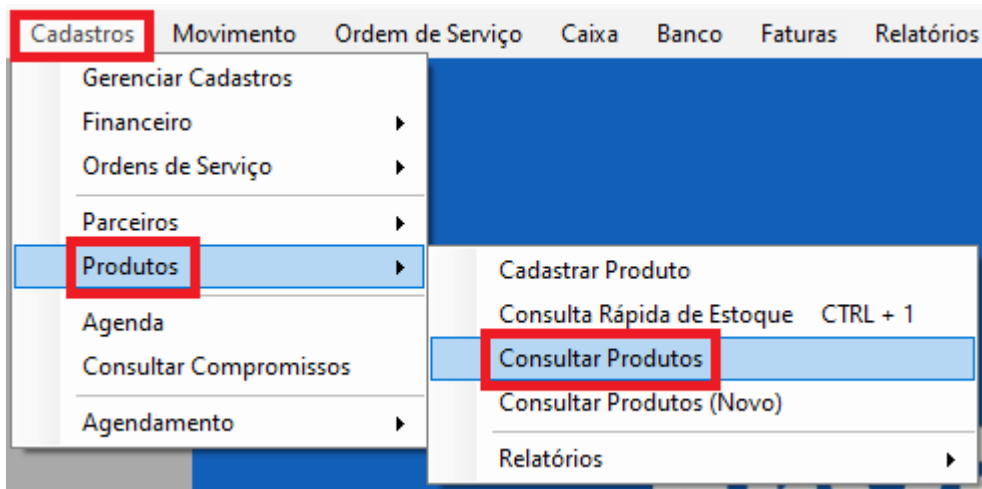 Cadastros Movimento Ordem de Serviço Caixa Banco Faturas Relatórios
Gerenciar Cadastros
Financeiro
Ordens de Serviço
Parceiros
Produtos
Agenda
Consultar Compromissos
Agendamento
Cadastrar Produto
Consulta Rápida de Estoque CTRL + 1
Consultar Produtos
Consultar Produtos (Novo)
Relatórios